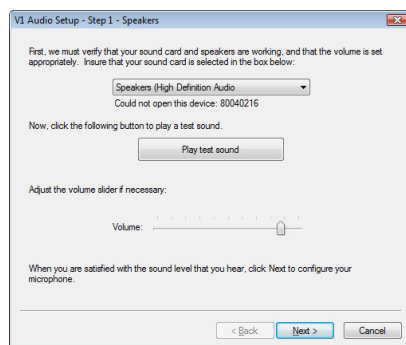 V1 Audio Setup - Step 1 - Speakers
First, we must verify that your sound card and speakers are working, and that the volume is set
appropriately. Insure that your sound card is selected in the box below:
Speakers (High Definition Audio
Could not open this device: 80040216
Now, click the following button to play a test sound.
Play test sound
Adjust the volume slider if necessary:
Volume:
When you are satisfied with the sound level that you hear, click Next to configure your
microphone.
< Back
Next >
Cancel